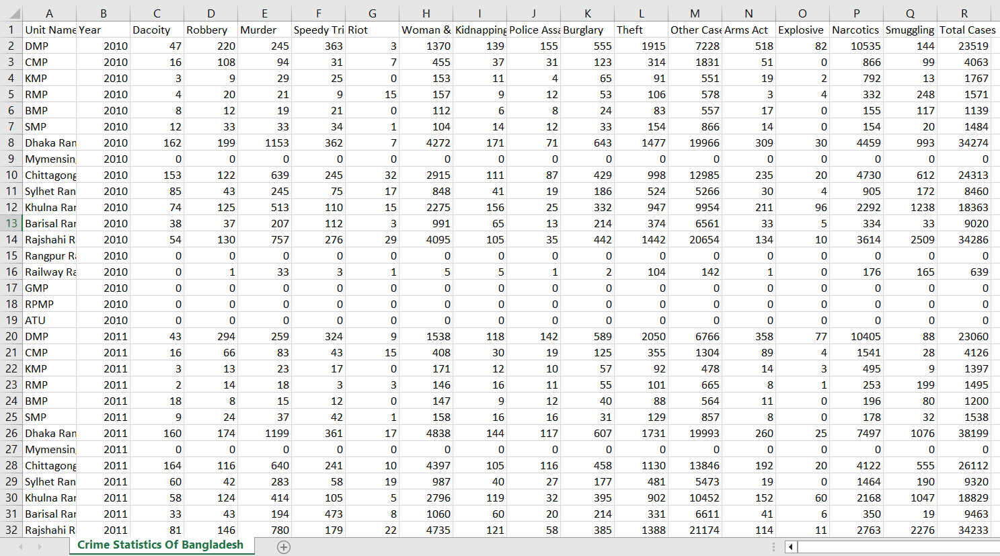 A B C D E F G H I J K L M N O P Q R
1 Unit Name Year Dacoity Robbery Murder Speedy Tri Riot Woman & Kidnapping Police Assa Burglary Theft Other Case Arms Act Explosive Narcotics Smuggling Total Cases
2 DMP 2010 47 220 245 363 3 1370 139 155 555 1915 7228 518 82 10535 144 23519
3 CMP 2010 16 108 94 31 7 455 37 31 123 314 1831 51 0 866 99 4063
4 KMP 2010 3 9 29 25 0 153 11 4 65 91 551 19 2 792 13 1767
5 RMP 2010 4 20 21 9 15 157 9 12 53 106 578 3 4 332 248 1571
6 BMP 2010 8 12 19 21 0 112 6 8 24 83 557 17 0 155 117 1139
7 SMP 2010 12 33 33 34 1 104 14 12 33 154 866 14 0 154 20 1484
8 Dhaka Ran 2010 162 199 1153 362 7 4272 171 71 643 1477 19966 309 30 4459 993 34274
9 Mymensin 2010 0 0 0 0 0 0 0 0 0 0 0 0 0 0 0 0
10 Chittagong 2010 153 122 639 245 32 2915 111 87 429 998 12985 235 20 4730 612 24313
11 Sylhet Ran 2010 85 43 245 75 17 848 41 19 186 524 5266 30 4 905 172 8460
12 Khulna Ran 2010 74 125 513 110 15 2275 156 25 332 947 9954 211 96 2292 1238 18363
13 Barisal Ran 2010 38 37 207 112 3 991 65 13 214 374 6561 33 5 334 33 9020
14 Rajshahi R 2010 54 130 757 276 29 4095 105 35 442 1442 20654 134 10 3614 2509 34286
15 Rangpur Ra 2010 0 0 0 0 0 0 0 0 0 0 0 0 0 0 0 0
16 Railway Ra 2010 0 1 33 3 1 5 5 1 2 104 142 1 0 176 165 639
17 GMP 2010 0 0 0 0 0 0 0 0 0 0 0 0 0 0 0 0
18 RPMP 2010 0 0 0 0 0 0 0 0 0 0 0 0 0 0 0 0
19 ATU 2010 0 0 0 0 0 0 0 0 0 0 0 0 0 0 0 0
20 DMP 2011 43 294 259 324 9 1538 118 142 589 2050 6766 358 77 10405 88 23060
21 CMP 2011 16 66 83 43 15 408 30 19 125 355 1304 89 4 1541 28 4126
22 KMP 2011 3 13 23 17 0 171 12 10 57 92 478 14 3 495 9 1397
23 RMP 2011 2 14 18 3 3 146 16 11 55 101 665 8 1 253 199 1495
24 BMP 2011 18 8 15 12 0 147 9 12 40 88 564 11 0 196 80 1200
25 SMP 2011 9 24 37 42 1 158 16 16 31 129 857 8 0 178 32 1538
26 Dhaka Ran 2011 160 174 1199 361 17 4838 144 117 607 1731 19993 260 25 7497 1076 38199
27 Mymensin 2011 0 0 0 0 0 0 0 0 0 0 0 0 0 0 0 0
28 Chittagong 2011 164 116 640 241 10 4397 105 116 458 1130 13846 192 20 4122 555 26112
29 Sylhet Ran 2011 60 42 283 58 19 987 40 27 177 481 5473 19 0 1464 190 9320
30 Khulna Ran 2011 58 124 414 105 5 2796 119 32 395 902 10452 152 60 2168 1047 18829
31 Barisal Ran 2011 33 43 194 473 8 1060 60 20 214 331 6611 41 6 350 19 9463
32 Rajshahi R 2011 81 146 780 179 22 4735 121 58 385 1388 21174 114 11 2763 2276 34233
Crime Statistics Of Bangladesh